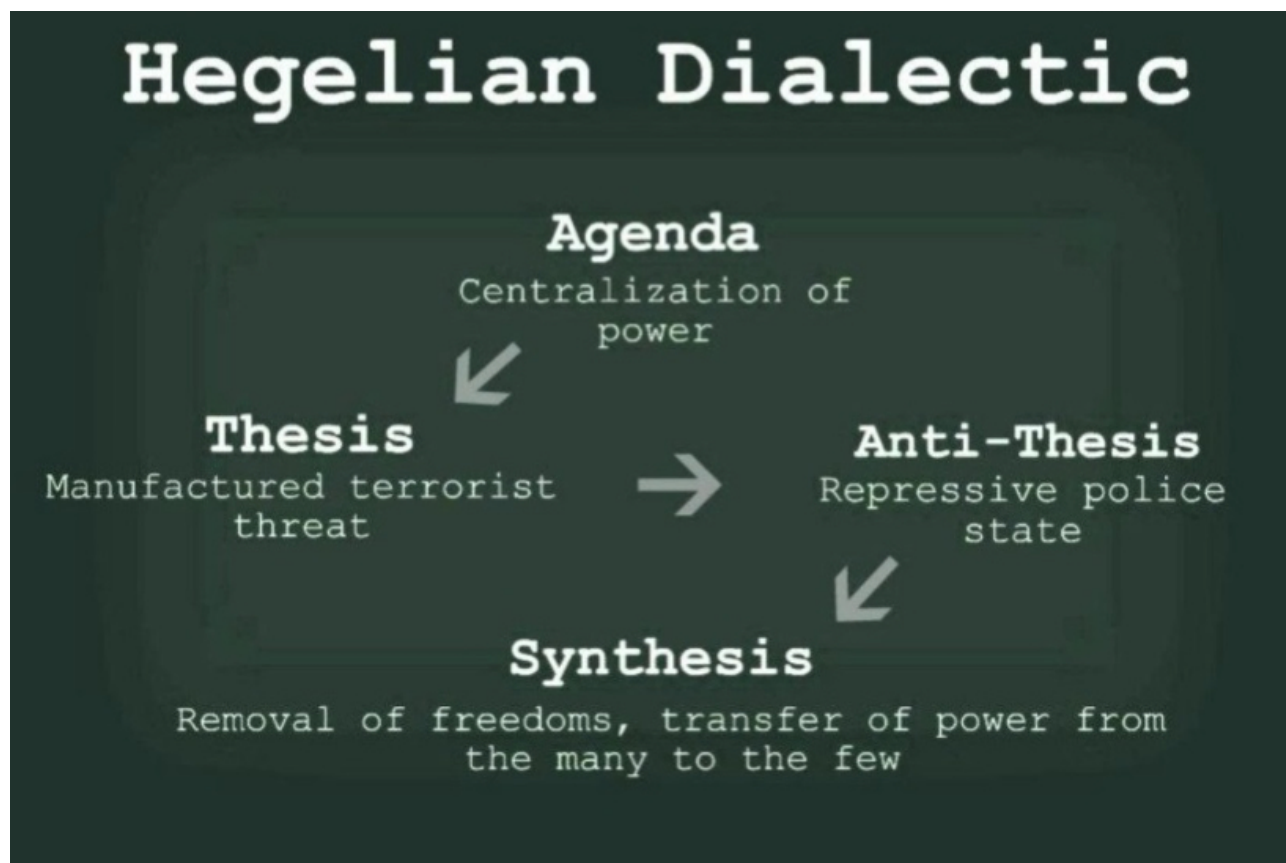 Hegelian Dialectic
Agenda
Centralization of
power
Thesis
Manufactured terrorist
threat
Anti-Thesis
Repressive police
state
Synthesis
Removal of freedoms, transfer of power from
the many to the few